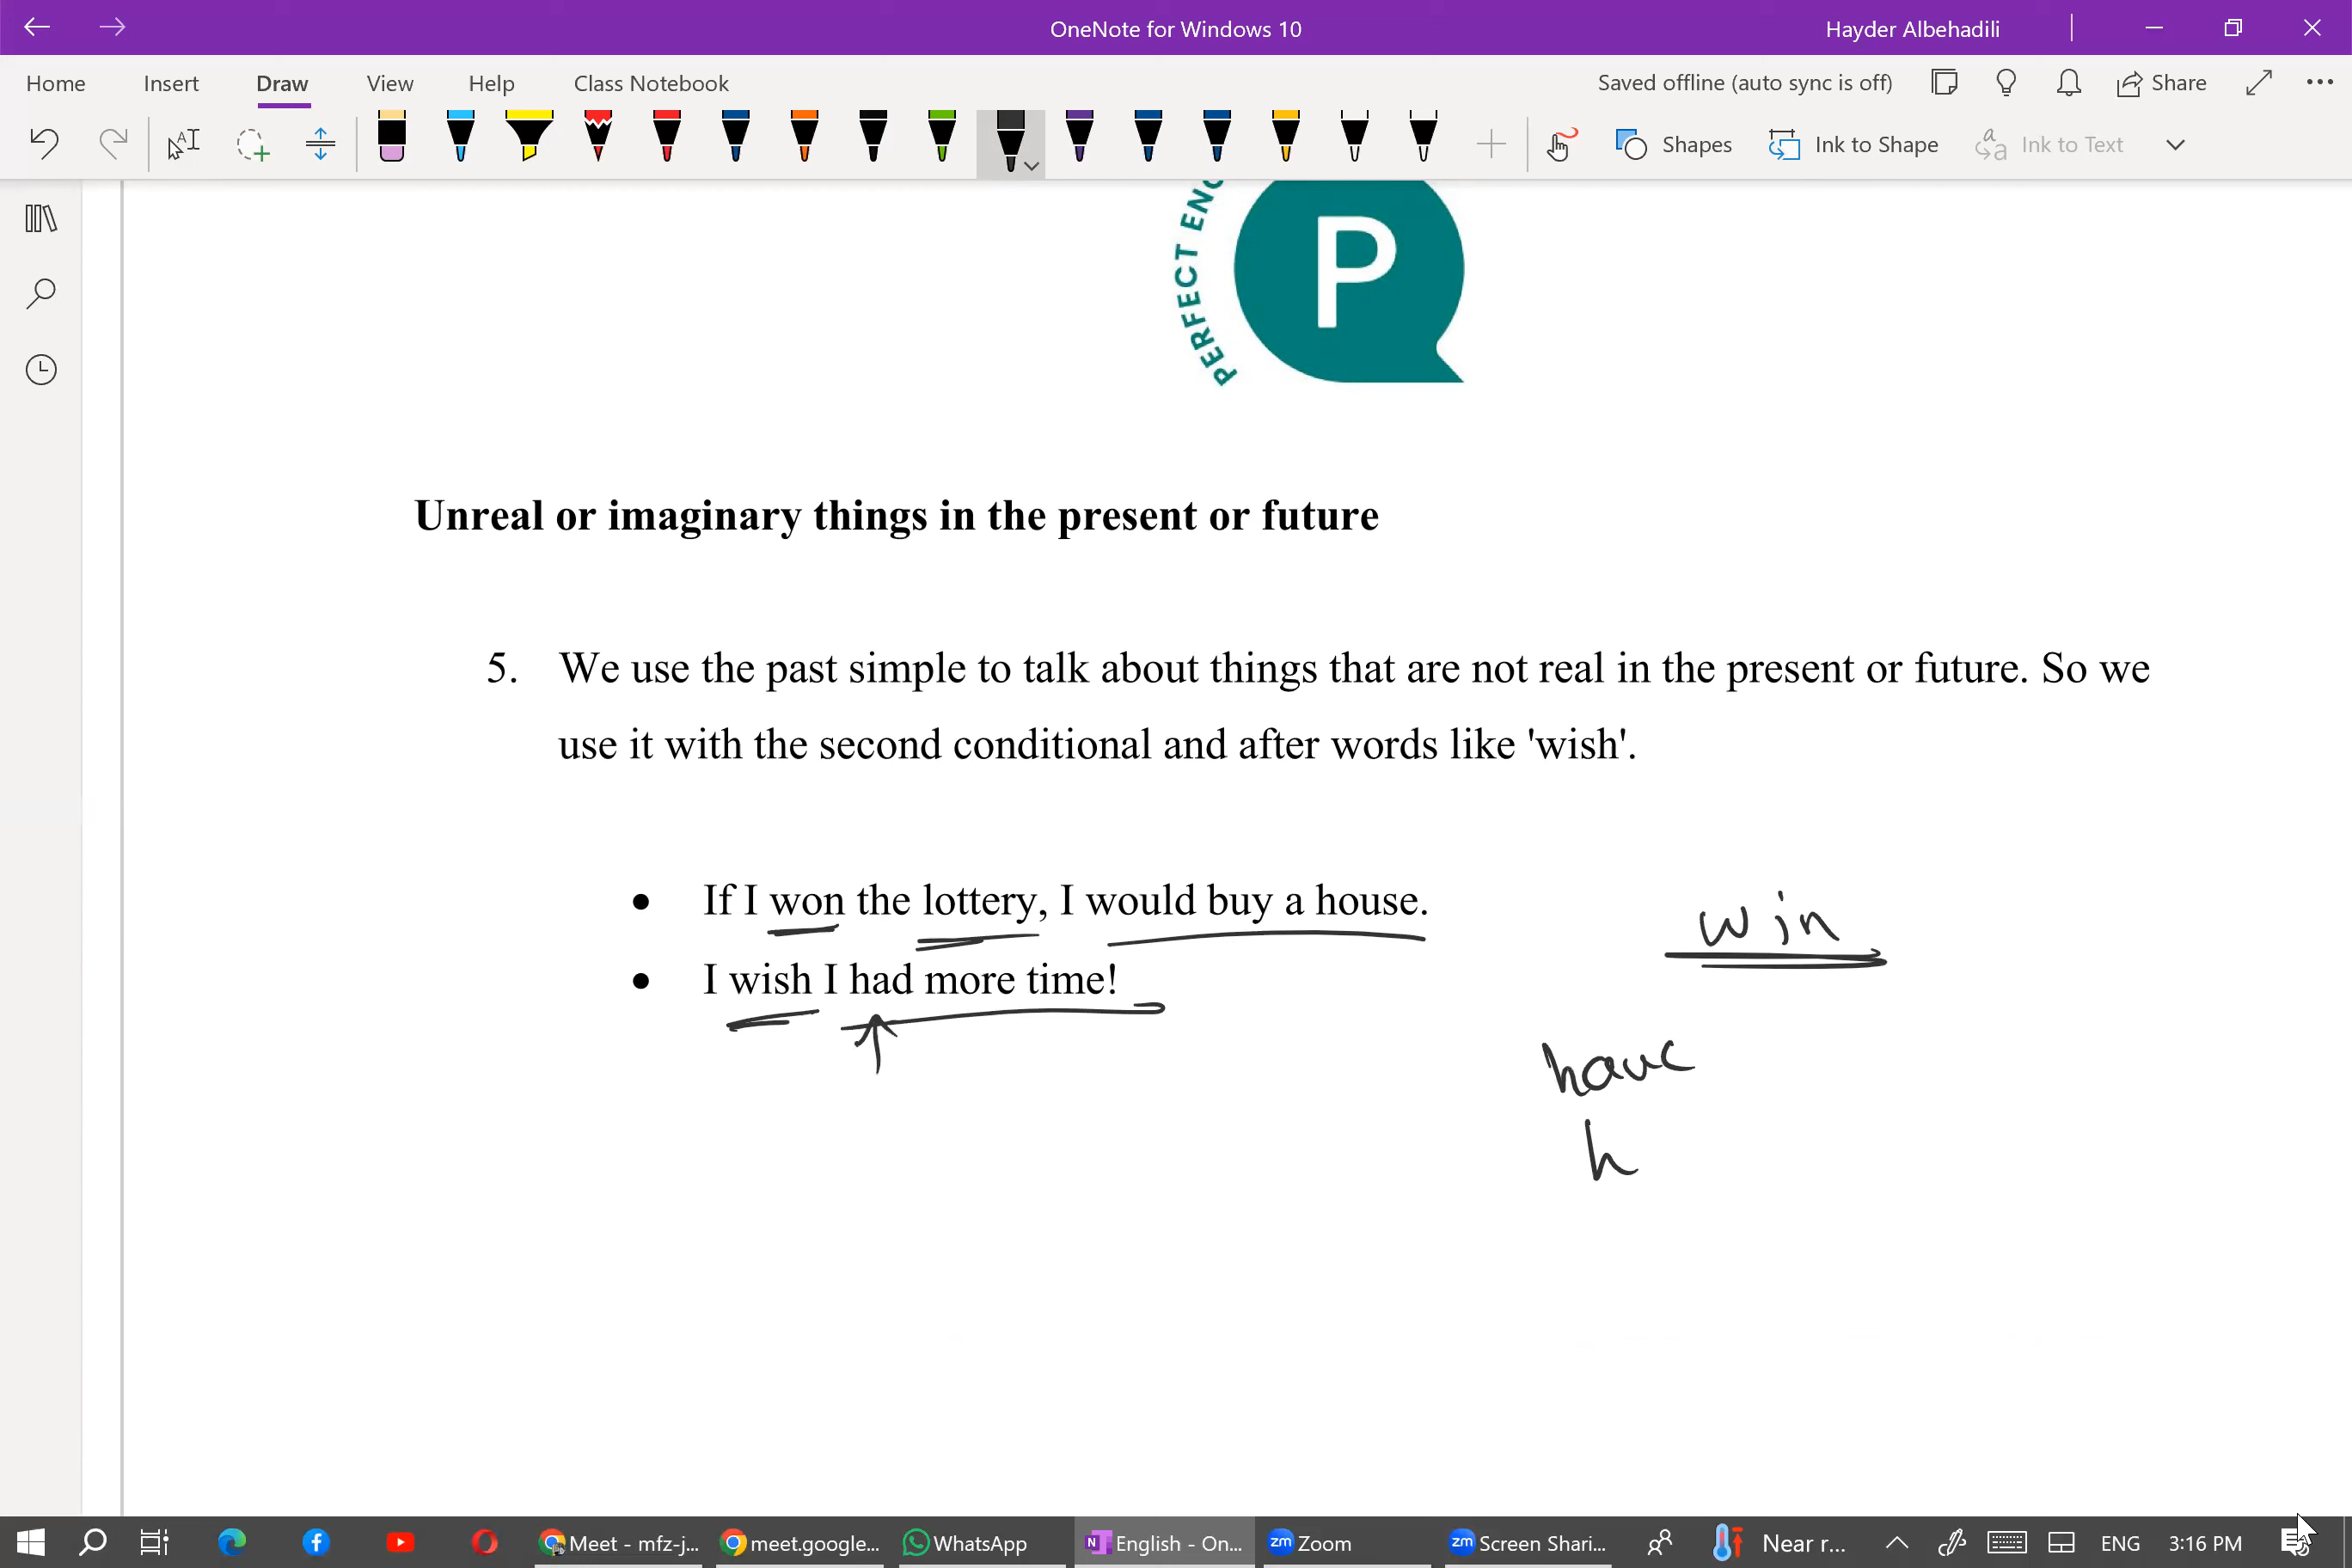 OneNote for Windows 10
Hayder Albehadili
Home Insert Draw View Help Class Notebook
Saved offline (auto sync is off)
Share
Shapes
Ink to Shape
Ink to Text
PERFECT ENG
P
Unreal or imaginary things in the present or future
5. We use the past simple to talk about things that are not real in the present or future. So we
use it with the second conditional and after words like 'wish'.
• If I won the lottery, I would buy a house.
win
• I wish I had more time!
have
h
Meet - mfz-j...
meet.google...
WhatsApp
English - On...
Zoom
Screen Shari...
Near r...
ENG
3:16 PM